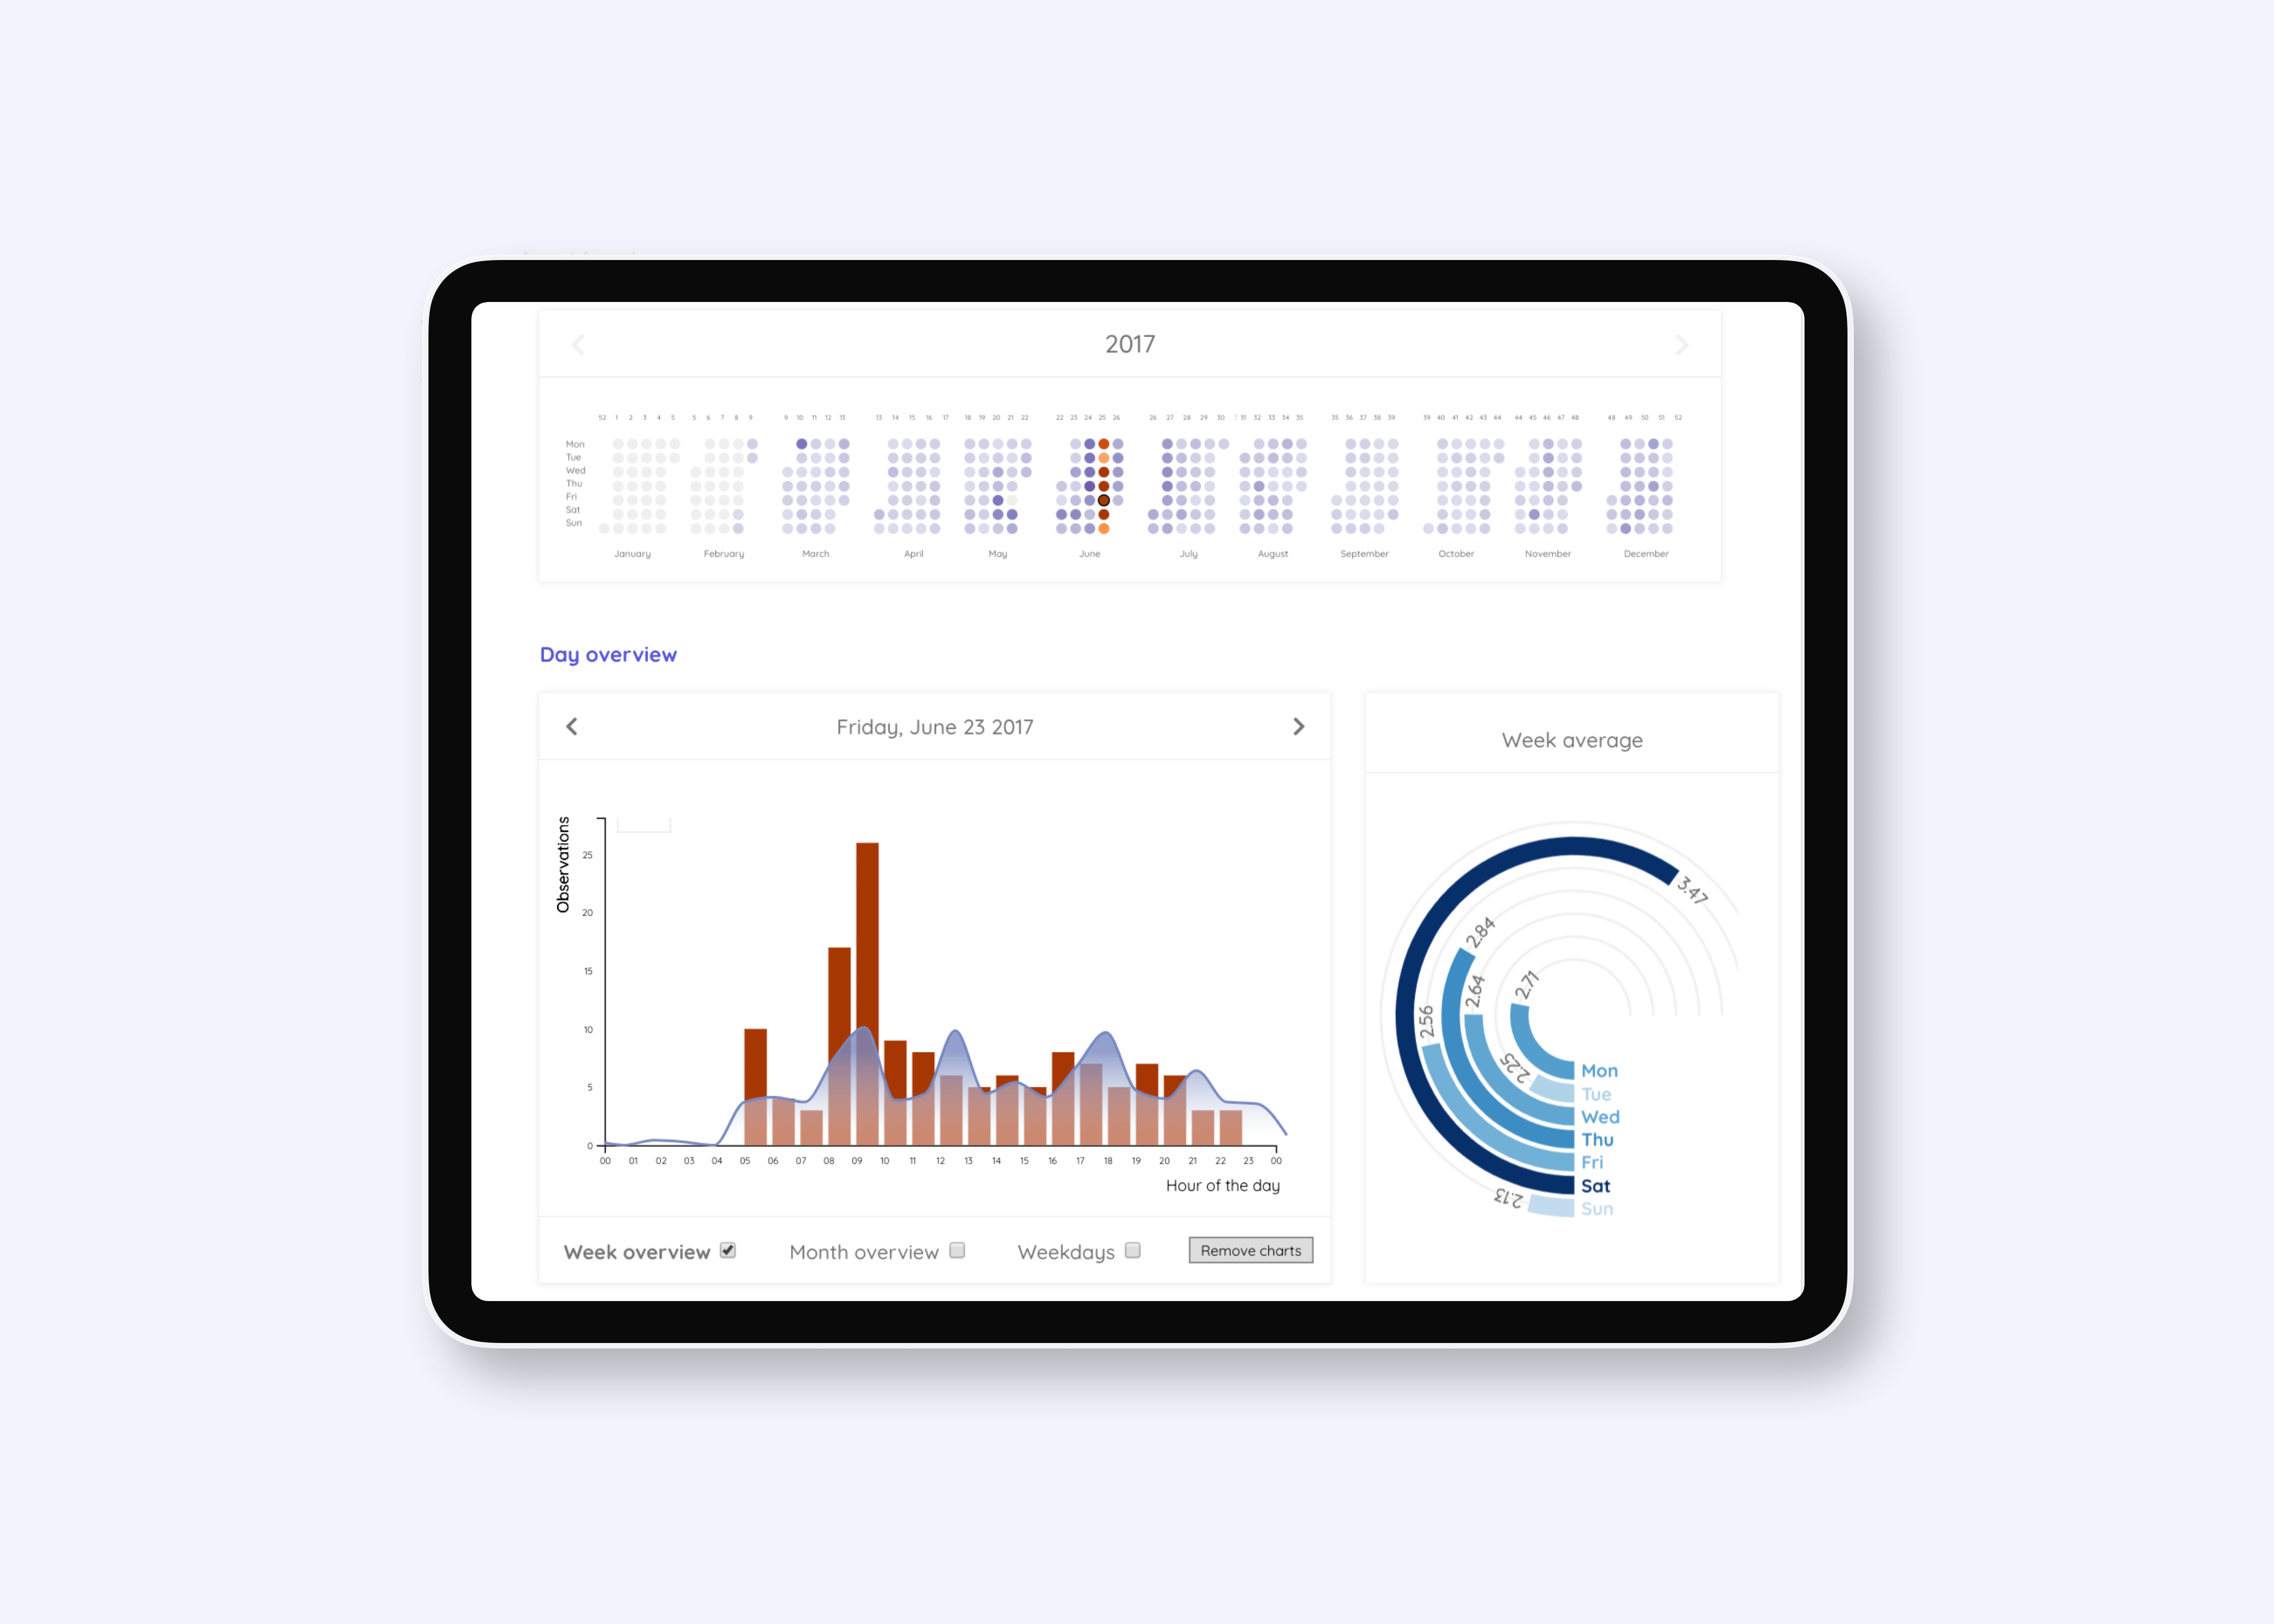 2017
52 1 2 3 4 5 5 6 7 8 9 9 10 11 12 13 13 14 15 16 17 18 19 20 21 22 22 23 24 25 26 26 27 28 29 30 31 32 33 34 35 35 36 37 38 39 39 40 41 42 43 44 44 45 46 47 48 48 49 50 51 52
Mon
Tue
Wed
Thu
Fri
Sat
Sun
January February March April May June July August September October November December
Day overview
Friday, June 23 2017
Observations
25
20
15
10
5
0
00 01 02 03 04 05 06 07 08 09 10 11 12 13 14 15 16 17 18 19 20 21 22 23 00
Hour of the day
Week overview Month overview Weekdays Remove charts
Week average
3.47
2.84
2.64
2.71
2.56
2.25
2.13
Mon
Tue
Wed
Thu
Fri
Sat
Sun